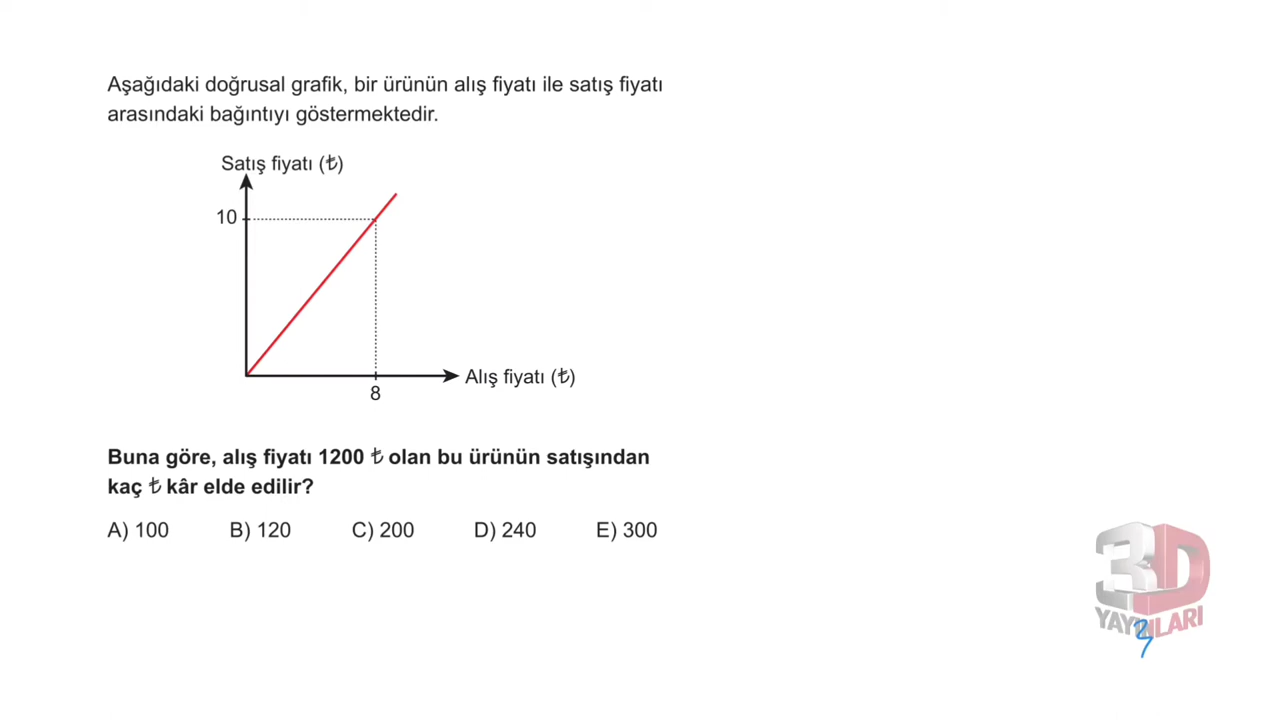 Aşağıdaki doğrusal grafik, bir ürünün alış fiyatı ile satış fiyatı
arasındaki bağıntıyı göstermektedir.
Satış fiyatı (₺)
10
Alış fiyatı (₺)
8
Buna göre, alış fiyatı 1200 ₺ olan bu ürünün satışından
kaç ₺ kâr elde edilir?
A) 100 B) 120 C) 200 D) 240 E) 300
3D
YAYINLARI